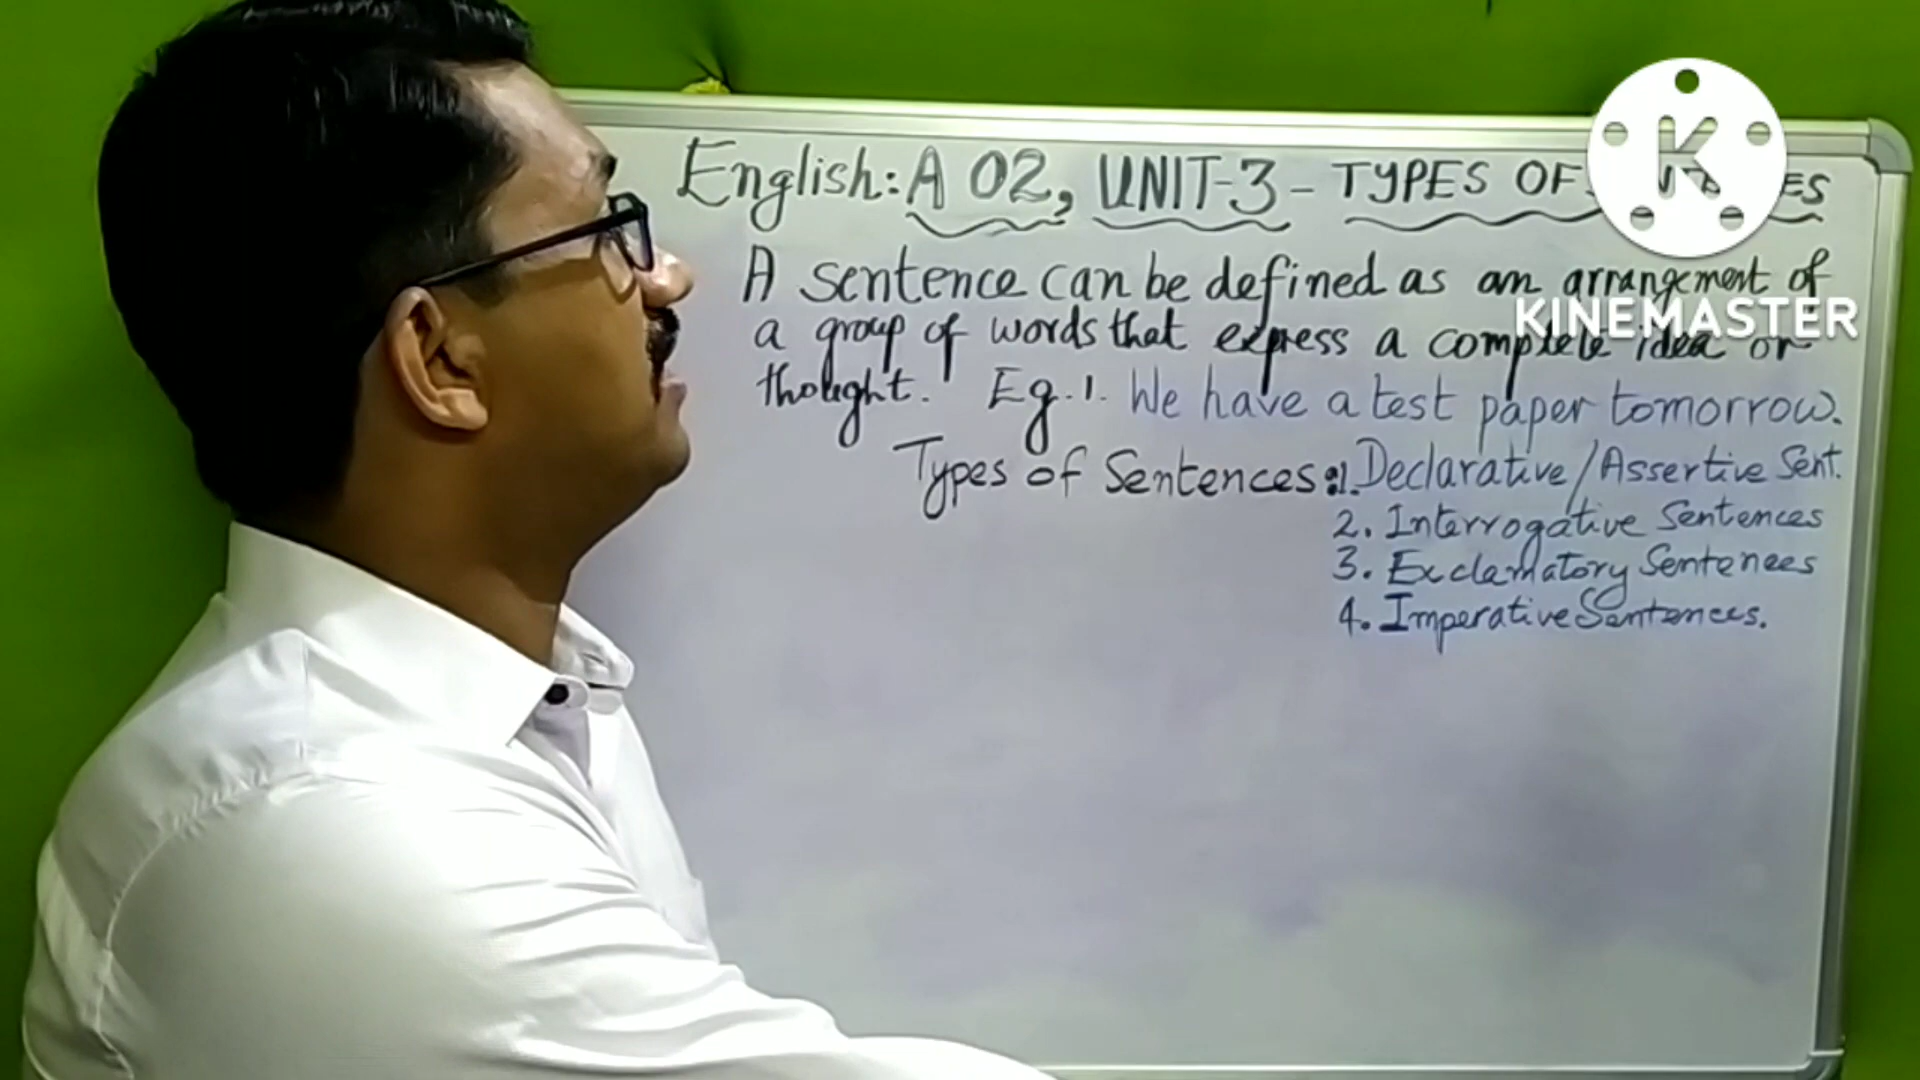 English: A 02, UNIT-3 - TYPES OF
A sentence can be defined as an arrangement of
a group of words that express a complete idea or
thought. Eg. 1. We have a test paper tomorrow.
Types of Sentences: 1. Declarative/Assertive Sent.
2. Interrogative Sentences
3. Exclamatory Sentences
4. Imperative Sentences.
K
KINEMASTER